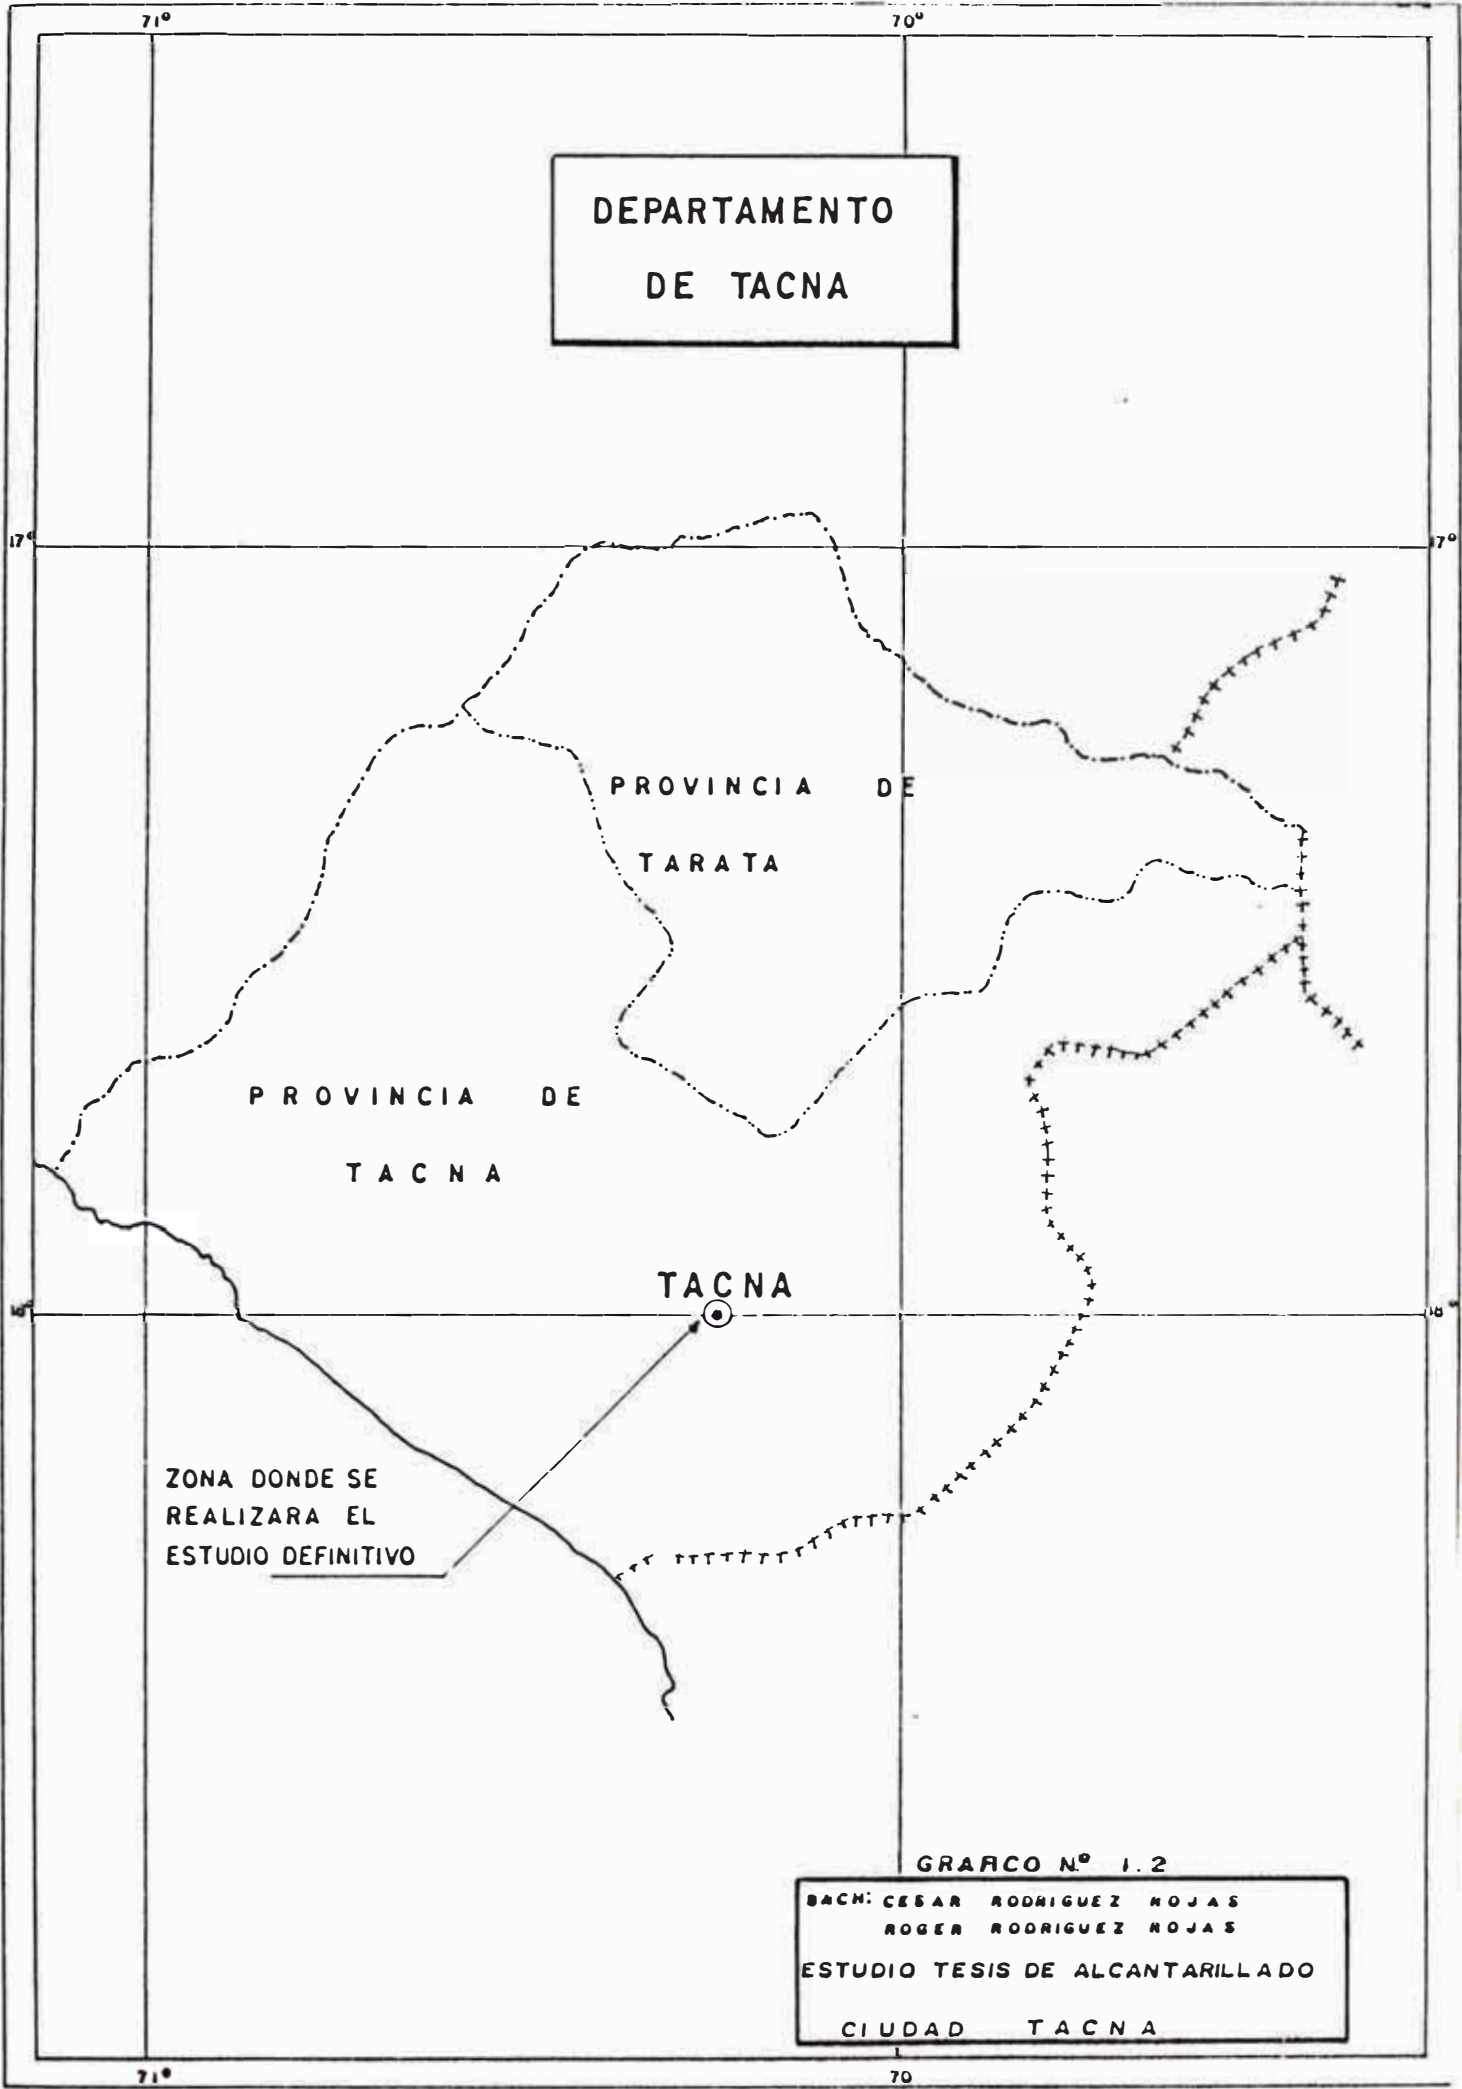 71° 70°
DEPARTAMENTO
DE TACNA
17° 17°
PROVINCIA DE
TARATA
PROVINCIA DE
TACNA
TACNA
18° 18°
ZONA DONDE SE
REALIZARA EL
ESTUDIO DEFINITIVO
GRAFICO Nº 1.2
BACH: CESAR RODRIGUEZ ROJAS
ROGER RODRIGUEZ ROJAS
ESTUDIO TESIS DE ALCANTARILLADO
CIUDAD TACNA
71° 70